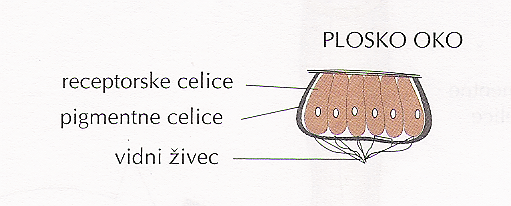 PLOSKO OKO
receptorske celice
pigmentne celice
vidni živec